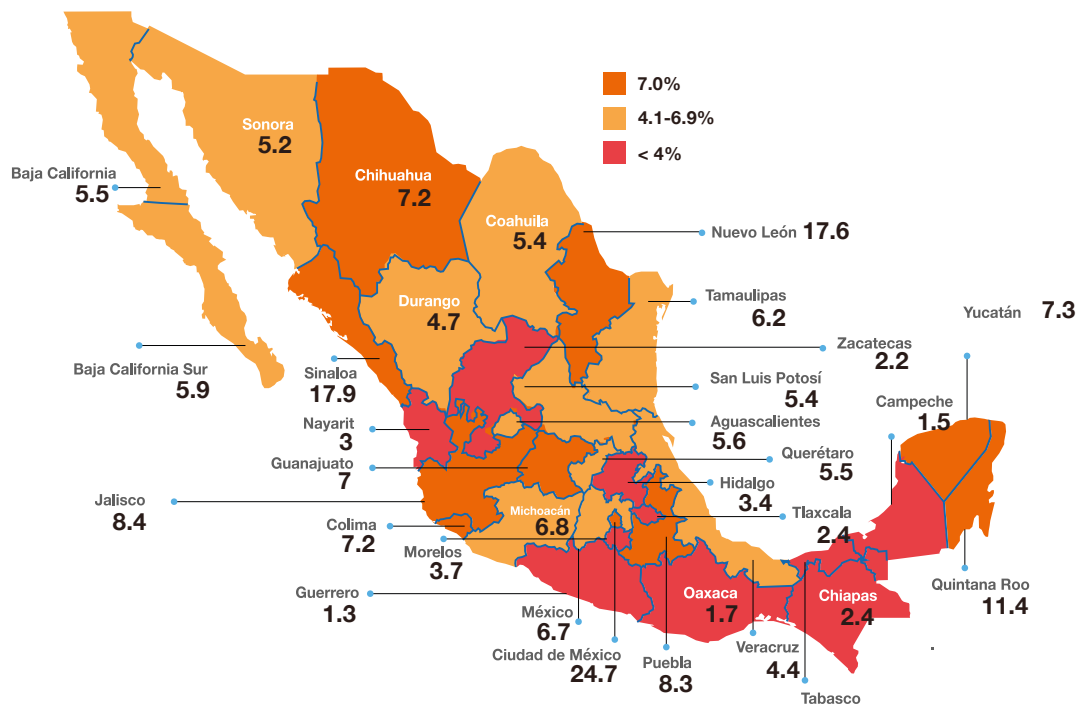 7.0%
4.1-6.9%
< 4%
Sonora
5.2
Baja California
5.5
Chihuahua
7.2
Coahuila
5.4
Nuevo León 17.6
Durango
4.7
Tamaulipas
6.2
Yucatán 7.3
Baja California Sur
5.9
Sinaloa
17.9
Zacatecas
2.2
San Luis Potosí
5.4
Campeche
1.5
Nayarit
3
Aguascalientes
5.6
Guanajuato
7
Querétaro
5.5
Hidalgo
3.4
Jalisco
8.4
Colima
7.2
Michoacán
6.8
Tlaxcala
2.4
Morelos
3.7
Guerrero
1.3
México
6.7
Ciudad de México
24.7
Puebla
8.3
Oaxaca
1.7
Veracruz
4.4
Chiapas
2.4
Tabasco
Quintana Roo
11.4